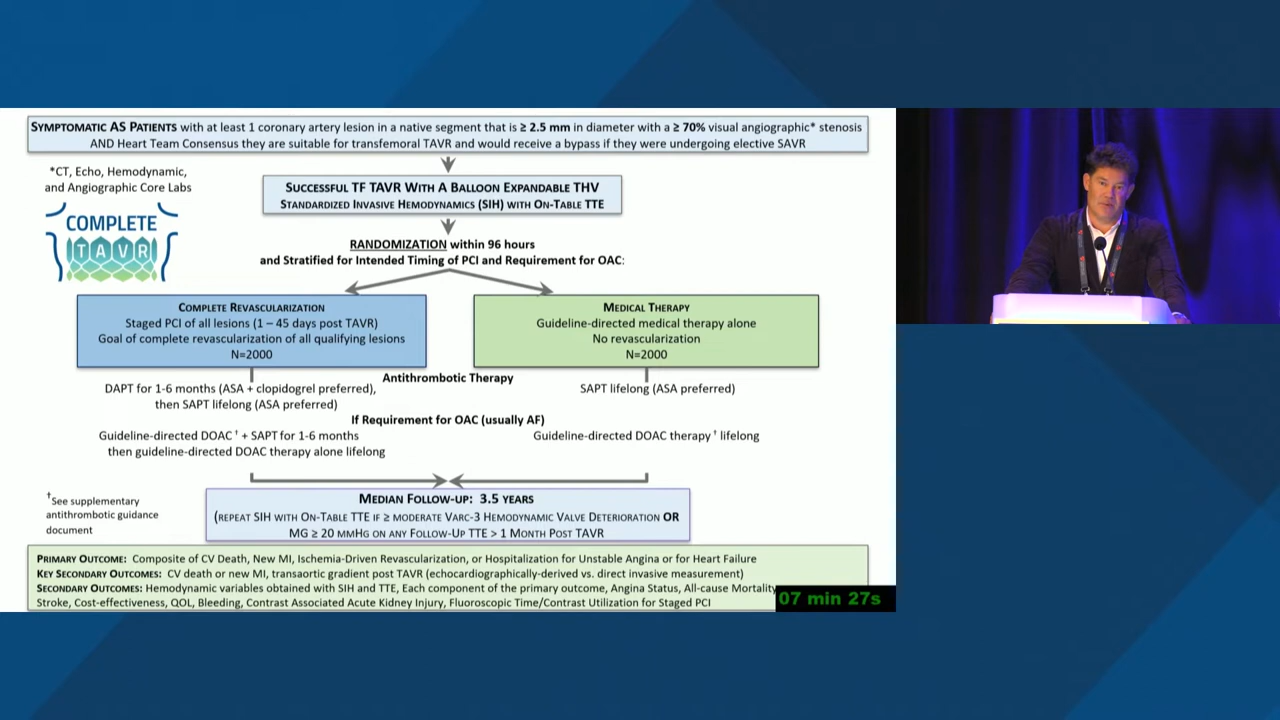 SYMPTOMATIC AS PATIENTS with at least 1 coronary artery lesion in a native segment that is ≥ 2.5 mm in diameter with a ≥ 70% visual angiographic* stenosis
AND Heart Team Consensus they are suitable for transfemoral TAVR and would receive a bypass if they were undergoing elective SAVR
*CT, Echo, Hemodynamic,
and Angiographic Core Labs
COMPLETE
TAVR
SUCCESSFUL TF TAVR WITH A BALLOON EXPANDABLE THV
STANDARDIZED INVASIVE HEMODYNAMICS (SIH) WITH ON-TABLE TTE
RANDOMIZATION within 96 hours
and Stratified for Intended Timing of PCI and Requirement for OAC:
COMPLETE REVASCULARIZATION
Staged PCI of all lesions (1 – 45 days post TAVR)
Goal of complete revascularization of all qualifying lesions
N=2000
MEDICAL THERAPY
Guideline-directed medical therapy alone
No revascularization
N=2000
Antithrombotic Therapy
DAPT for 1-6 months (ASA + clopidogrel preferred),
then SAPT lifelong (ASA preferred)
SAPT lifelong (ASA preferred)
If Requirement for OAC (usually AF)
Guideline-directed DOAC † + SAPT for 1-6 months
then guideline-directed DOAC therapy alone lifelong
Guideline-directed DOAC therapy † lifelong
†See supplementary
antithrombotic guidance
document
MEDIAN FOLLOW-UP: 3.5 YEARS
(REPEAT SIH WITH ON-TABLE TTE IF ≥ MODERATE VARC-3 HEMODYNAMIC VALVE DETERIORATION OR
MG ≥ 20 MMHG ON ANY FOLLOW-UP TTE > 1 MONTH POST TAVR
PRIMARY OUTCOME: Composite of CV Death, New MI, Ischemia-Driven Revascularization, or Hospitalization for Unstable Angina or for Heart Failure
KEY SECONDARY OUTCOMES: CV death or new MI, transaortic gradient post TAVR (echocardiographically-derived vs. direct invasive measurement)
SECONDARY OUTCOMES: Hemodynamic variables obtained with SIH and TTE, Each component of the primary outcome, Angina Status, All-cause Mortality
Stroke, Cost-effectiveness, QOL, Bleeding, Contrast Associated Acute Kidney Injury, Fluoroscopic Time/Contrast Utilization for Staged PCI
07 min 27s